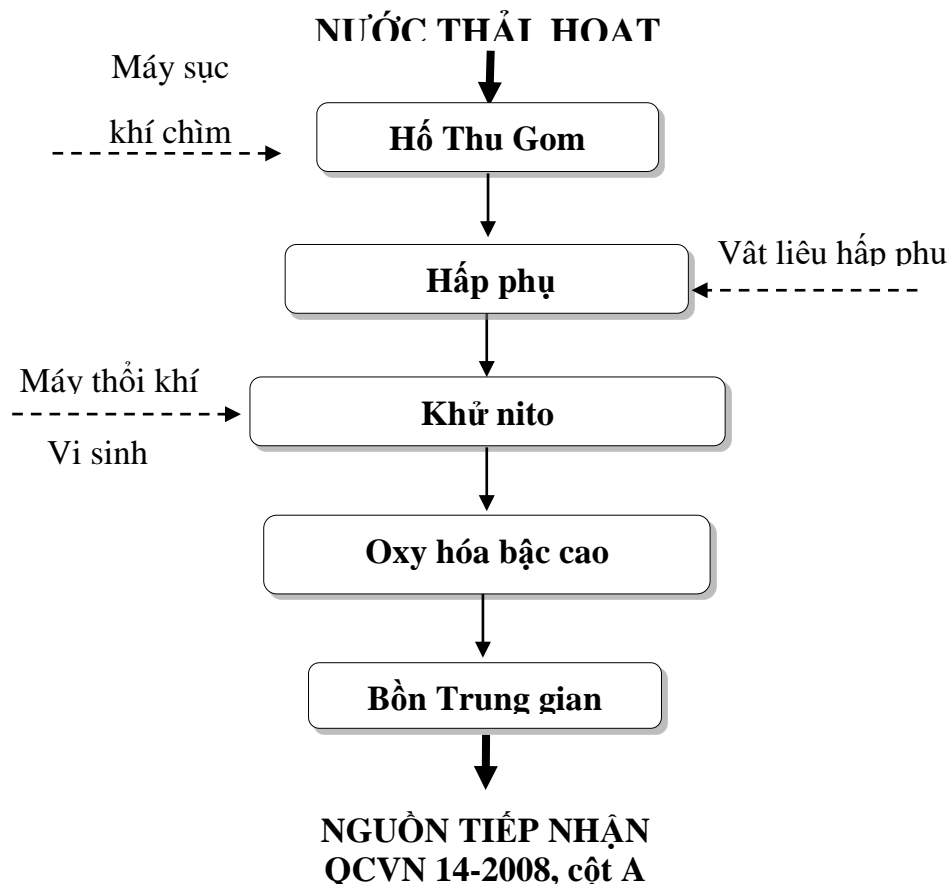 NƯỚC THẢI HOẠT
Máy sục
khí chìm
Hố Thu Gom
Vật liệu hấp phụ
Hấp phụ
Máy thổi khí
Vi sinh
Khử nito
Oxy hóa bậc cao
Bồn Trung gian
NGUỒN TIẾP NHẬN
QCVN 14-2008, cột A